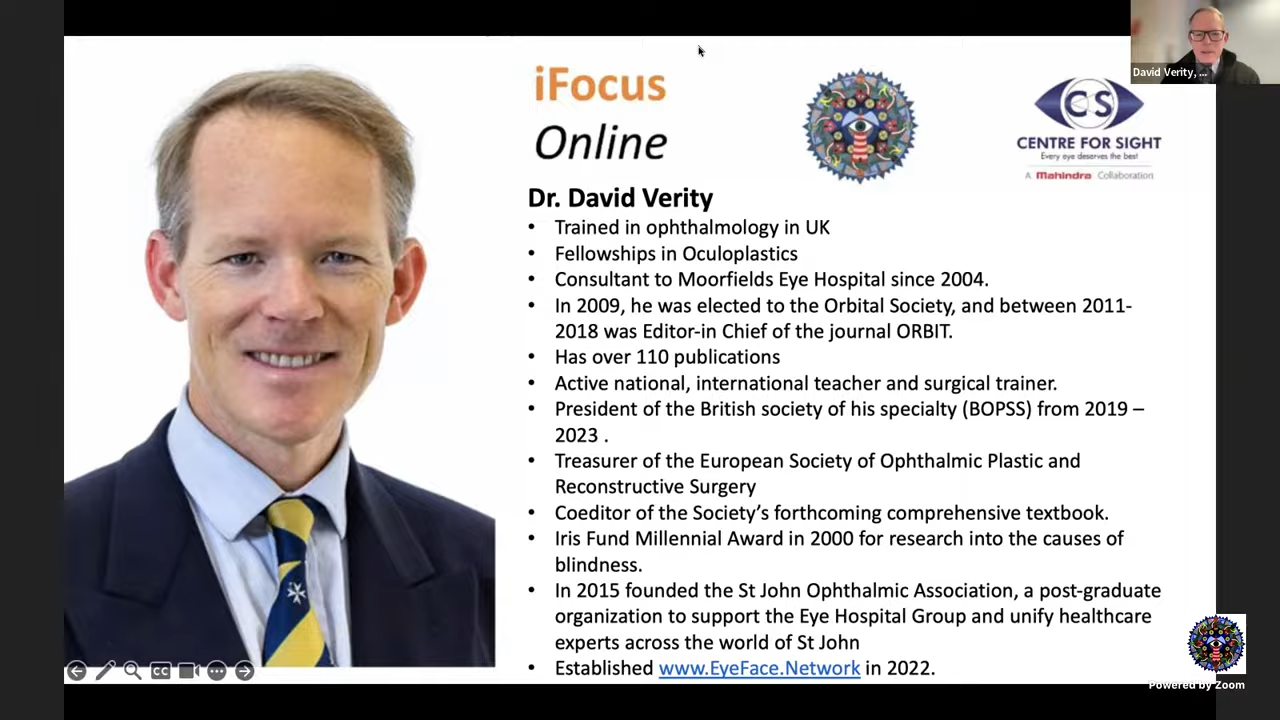 David Verity, ...
iFocus
Online
CS
CENTRE FOR SIGHT
Every eye deserves the best!
A Mahindra Collaboration
Dr. David Verity
• Trained in ophthalmology in UK
• Fellowships in Oculoplastics
• Consultant to Moorfields Eye Hospital since 2004.
• In 2009, he was elected to the Orbital Society, and between 2011-
2018 was Editor-in Chief of the journal ORBIT.
• Has over 110 publications
• Active national, international teacher and surgical trainer.
• President of the British society of his specialty (BOPSS) from 2019 –
2023 .
• Treasurer of the European Society of Ophthalmic Plastic and
Reconstructive Surgery
• Coeditor of the Society’s forthcoming comprehensive textbook.
• Iris Fund Millennial Award in 2000 for research into the causes of
blindness.
• In 2015 founded the St John Ophthalmic Association, a post-graduate
organization to support the Eye Hospital Group and unify healthcare
experts across the world of St John
• Established www.EyeFace.Network in 2022.
CC
Powered by Zoom